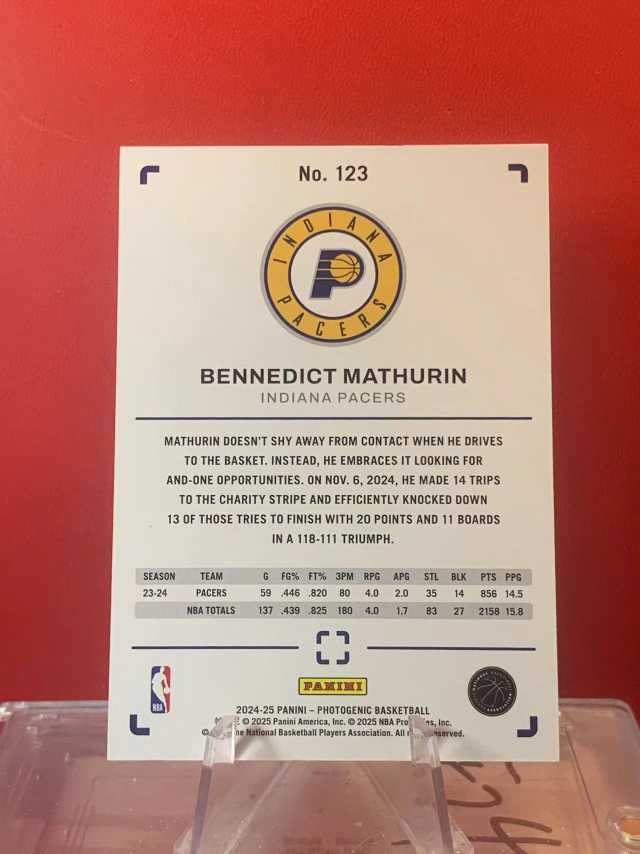 No. 123
INDIANA
PACERS
BENNEDICT MATHURIN
INDIANA PACERS
MATHURIN DOESN'T SHY AWAY FROM CONTACT WHEN HE DRIVES
TO THE BASKET. INSTEAD, HE EMBRACES IT LOOKING FOR
AND-ONE OPPORTUNITIES. ON NOV. 6, 2024, HE MADE 14 TRIPS
TO THE CHARITY STRIPE AND EFFICIENTLY KNOCKED DOWN
13 OF THOSE TRIES TO FINISH WITH 20 POINTS AND 11 BOARDS
IN A 118-111 TRIUMPH.
SEASON TEAM G FG% FT% 3PM RPG APG STL BLK PTS PPG
23-24 PACERS 59 .446 .820 80 4.0 2.0 35 14 856 14.5
NBA TOTALS 137 .439 .825 180 4.0 1.7 83 27 2158 15.8
NBA
PANINI
2024-25 PANINI – PHOTOGENIC BASKETBALL
© 2025 Panini America, Inc. © 2025 NBA Inc.
National Basketball Players Association. All